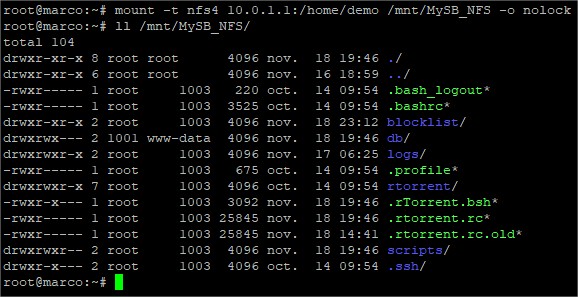 root@marco:~# mount -t nfs4 10.0.1.1:/home/demo /mnt/MySB_NFS -o nolock
root@marco:~# ll /mnt/MySB_NFS/
total 104
drwxr-xr-x 8 root root      4096 nov.  18 19:46 ./
drwxr-xr-x 6 root root      4096 nov.  16 18:59 ../
-rwxr----- 1 root     1003   220 oct.  14 09:54 .bash_logout*
-rwxr----- 1 root     1003  3525 oct.  14 09:54 .bashrc*
drwxr-xr-x 2 root     1003  4096 nov.  18 23:12 blocklist/
drwxrwx--- 2 1001 www-data  4096 nov.  18 19:46 db/
drwxrwxr-x 2 root     1003  4096 nov.  17 06:25 logs/
-rwxr----- 1 root     1003   675 oct.  14 09:54 .profile*
drwxrwxr-x 7 root     1003  4096 oct.  14 09:54 rtorrent/
-rwxr-x--- 1 root     1003  3092 nov.  18 19:46 .rTorrent.bsh*
-rwxr-x--- 1 root     1003 25845 nov.  18 19:46 .rtorrent.rc*
-rwxr-x--- 1 root     1003 25845 nov.  18 14:41 .rtorrent.rc.old*
drwxrwxr-- 2 root     1003  4096 nov.  18 19:46 scripts/
drwxr-x--- 2 root     1003  4096 oct.  14 09:54 .ssh/
root@marco:~#